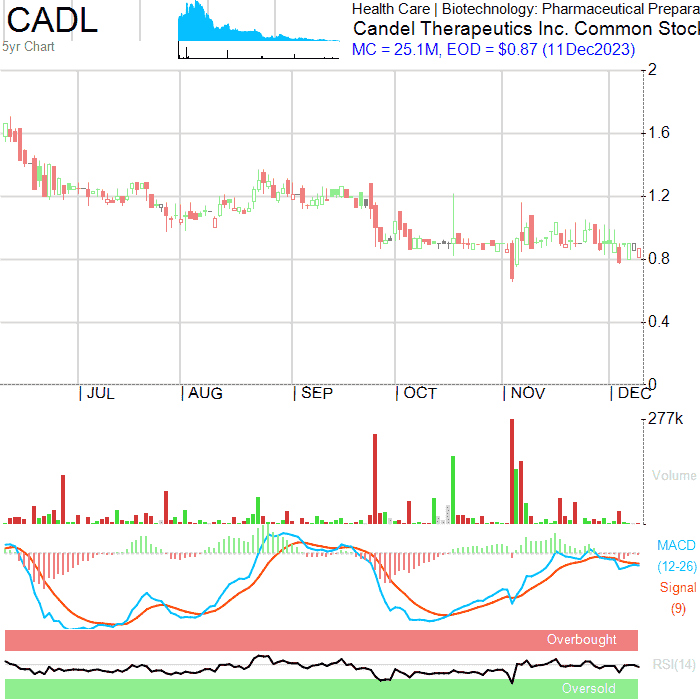 CADL
5yr Chart
Health Care | Biotechnology: Pharmaceutical Prepara
Candel Therapeutics Inc. Common Stoc
MC = 25.1M, EOD = $0.87 (11Dec2023)
2
1.6
1.2
0.8
0.4
0
| JUL | AUG | SEP | OCT | NOV | DEC
277k
Volume
MACD
(12-26)
Signal
(9)
Overbought
RSI(14)
Oversold